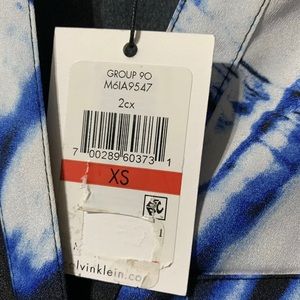 GROUP 90
M6IA9547
2cx
7 00289 60373 1
XS
lvinklein.co